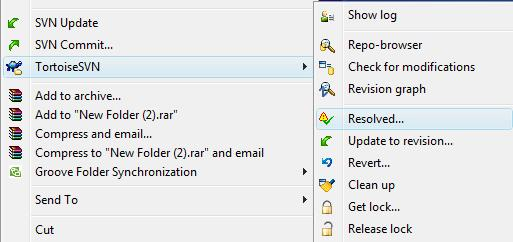 SVN Update
SVN Commit...
TortoiseSVN
Add to archive...
Add to "New Folder (2).rar"
Compress and email...
Compress to "New Folder (2).rar" and email
Groove Folder Synchronization
Send To
Cut
Show log
Repo-browser
Check for modifications
Revision graph
Resolved...
Update to revision...
Revert...
Clean up
Get lock...
Release lock